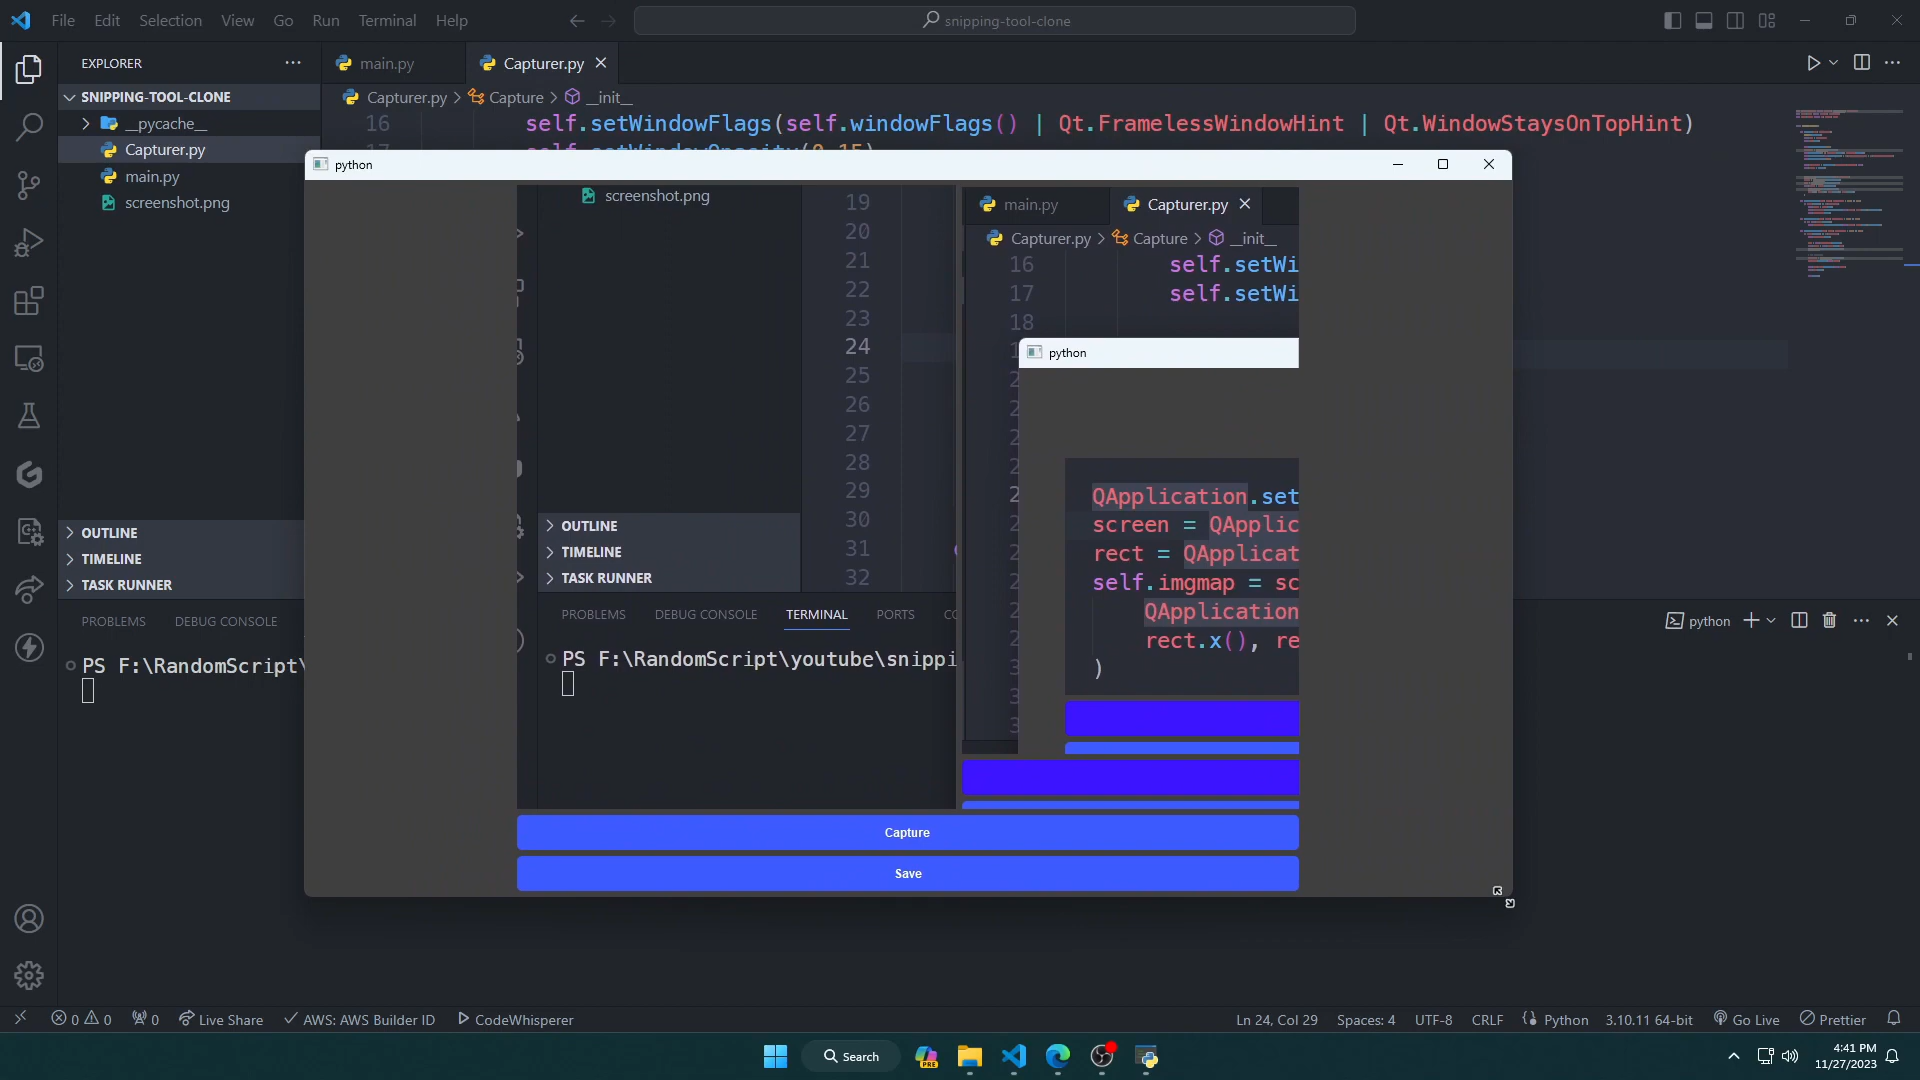 File Edit Selection View Go Run Terminal Help
snipping-tool-clone
EXPLORER
SNIPPING-TOOL-CLONE
__pycache__
Capturer.py
main.py
screenshot.png
OUTLINE
TIMELINE
TASK RUNNER
main.py
Capturer.py
Capturer.py > Capture > __init__
16 self.setWindowFlags(self.windowFlags() | Qt.FramelessWindowHint | Qt.WindowStaysOnTopHint)
python
screenshot.png
19
20
21
22
23
24
25
26
27
28
29
30
31
32
OUTLINE
TIMELINE
TASK RUNNER
PROBLEMS DEBUG CONSOLE TERMINAL PORTS
PS F:\RandomScript\youtube\snippi
main.py
Capturer.py
Capturer.py > Capture > __init__
16 self.setWi
17 self.setWi
18
python
QApplication.set
screen = QApplic
rect = QApplicat
self.imgmap = sc
QApplication
rect.x(), re
)
Capture
Save
PROBLEMS DEBUG CONSOLE
PS F:\RandomScript\
python
0 0 0 Live Share AWS: AWS Builder ID CodeWhisperer
Ln 24, Col 29 Spaces: 4 UTF-8 CRLF Python 3.10.11 64-bit Go Live Prettier
Search
PRE
4:41 PM
11/27/2023